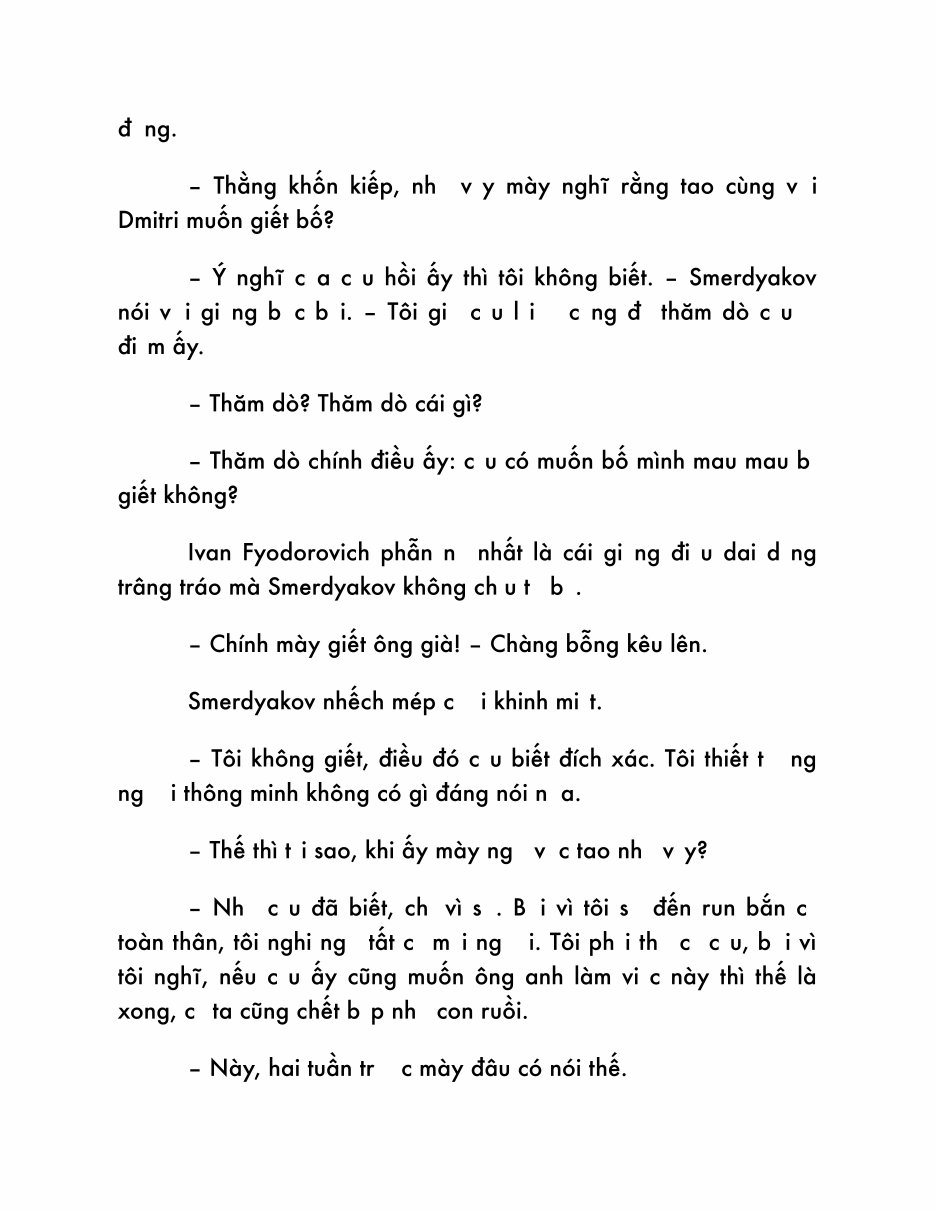 đ ng.
– Thằng khốn kiếp, nh v y mày nghĩ rằng tao cùng v i
Dmitri muốn giết bố?
– Ý nghĩ c a c u hồi ấy thì tôi không biết. – Smerdyakov
nói v i gi ng b c b i. – Tôi gi c u l i c ng đ thăm dò c u
đi m ấy.
– Thăm dò? Thăm dò cái gì?
– Thăm dò chính điều ấy: c u có muốn bố mình mau mau b
giết không?
Ivan Fyodorovich phẫn n nhất là cái gi ng đi u dai d ng
trâng tráo mà Smerdyakov không ch u t b .
– Chính mày giết ông già! – Chàng bỗng kêu lên.
Smerdyakov nhếch mép c i khinh mi t.
– Tôi không giết, điều đó c u biết đích xác. Tôi thiết t ng
ng i thông minh không có gì đáng nói n a.
– Thế thì t i sao, khi ấy mày ng v c tao nh v y?
– Nh c u đã biết, ch vì s . B i vì tôi s đến run bắn c
toàn thân, tôi nghi ng tất c m i ng i. Tôi ph i th c c u, b i vì
tôi nghĩ, nếu c u ấy cũng muốn ông anh làm vi c này thì thế là
xong, c ta cũng chết b p nh con ruồi.
– Này, hai tuần tr c mày đâu có nói thế.